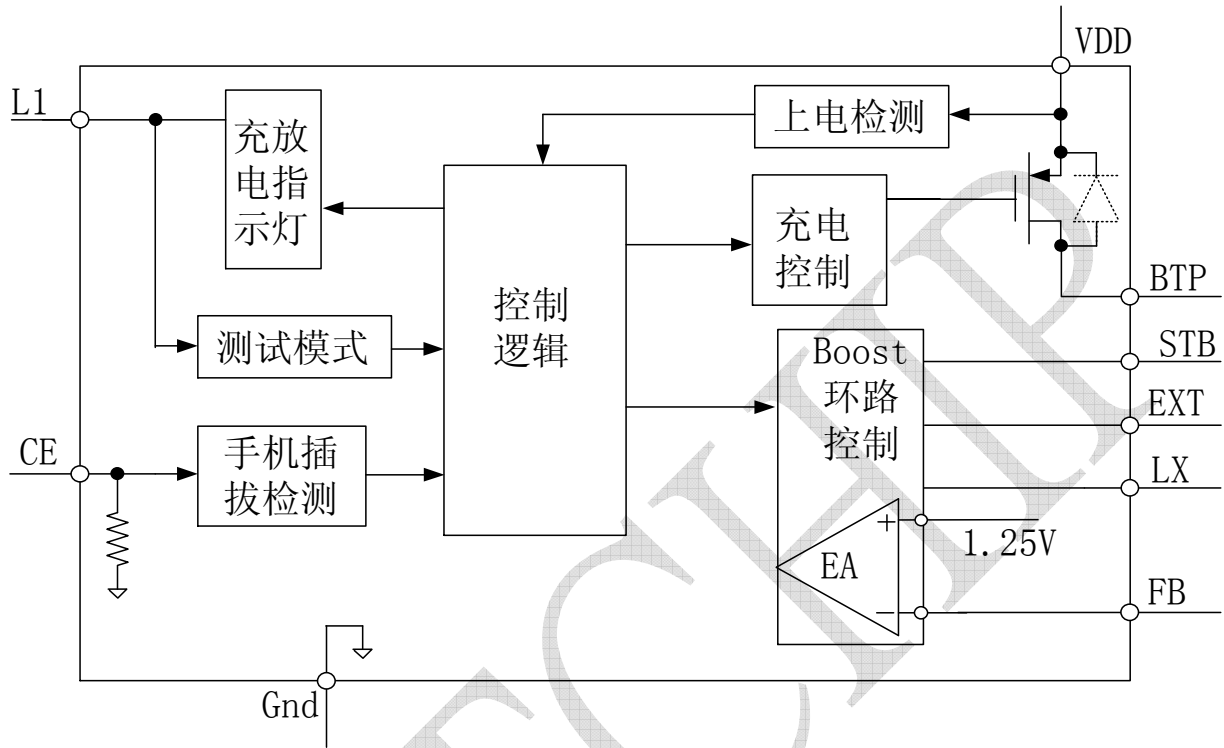 VDD
L1
充放
电指
示灯
上电检测
充电
控制
控制
逻辑
BTP
测试模式
Boost
环路
控制
STB
EXT
CE
手机插
拔检测
LX
+
1.25V
EA
−
FB
Gnd
TCHIP